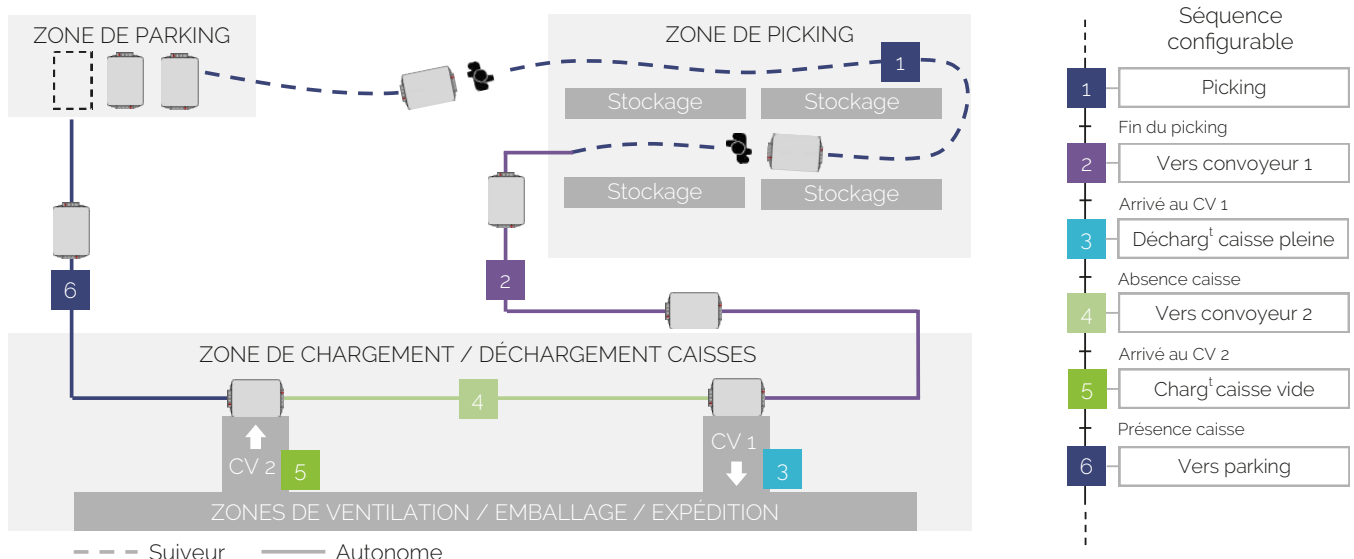 ZONE DE PARKING
ZONE DE PICKING
1
Stockage
Stockage
Stockage
Stockage
2
6
ZONE DE CHARGEMENT / DÉCHARGEMENT CAISSES
4
CV 2
5
CV 1
3
ZONES DE VENTILATION / EMBALLAGE / EXPÉDITION
Suiveur
Autonome
Séquence
configurable
1
Picking
Fin du picking
2
Vers convoyeur 1
Arrivé au CV 1
3
Déchargᵗ caisse pleine
Absence caisse
4
Vers convoyeur 2
Arrivé au CV 2
5
Chargᵗ caisse vide
Présence caisse
6
Vers parking